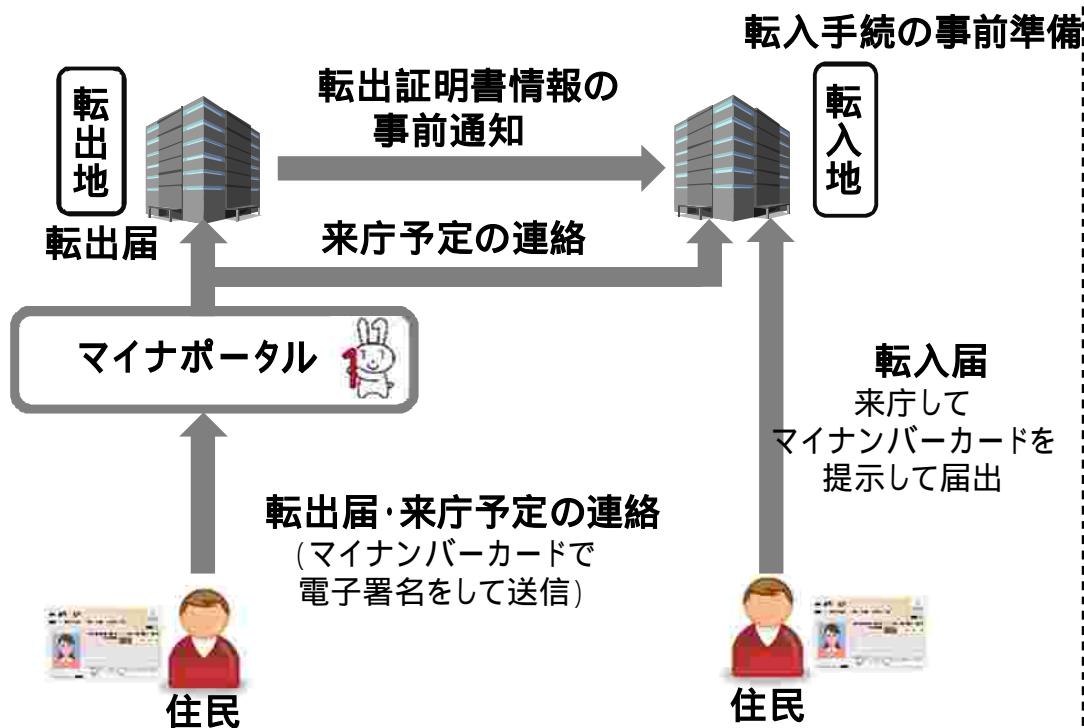 転入手続の事前準備
転出地
転出証明書情報の
事前通知
転入地
転出届
来庁予定の連絡
マイナポータル
転入届
来庁して
マイナンバーカードを
提示して届出
転出届・来庁予定の連絡
(マイナンバーカードで
電子署名をして送信)
住民
住民